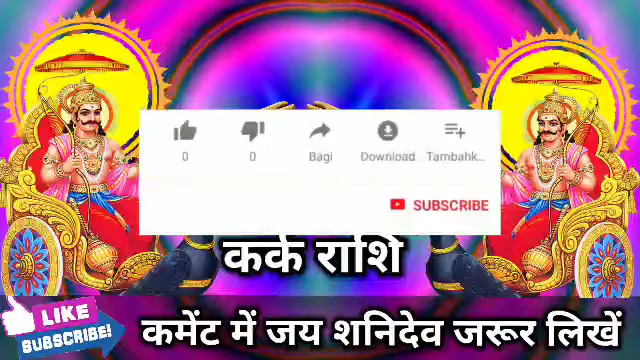 0 0 Bagi Download Tambahk...
SUBSCRIBE
कर्क राशि
LIKE
SUBSCRIBE!
कमेंट में जय शनिदेव जरूर लिखें